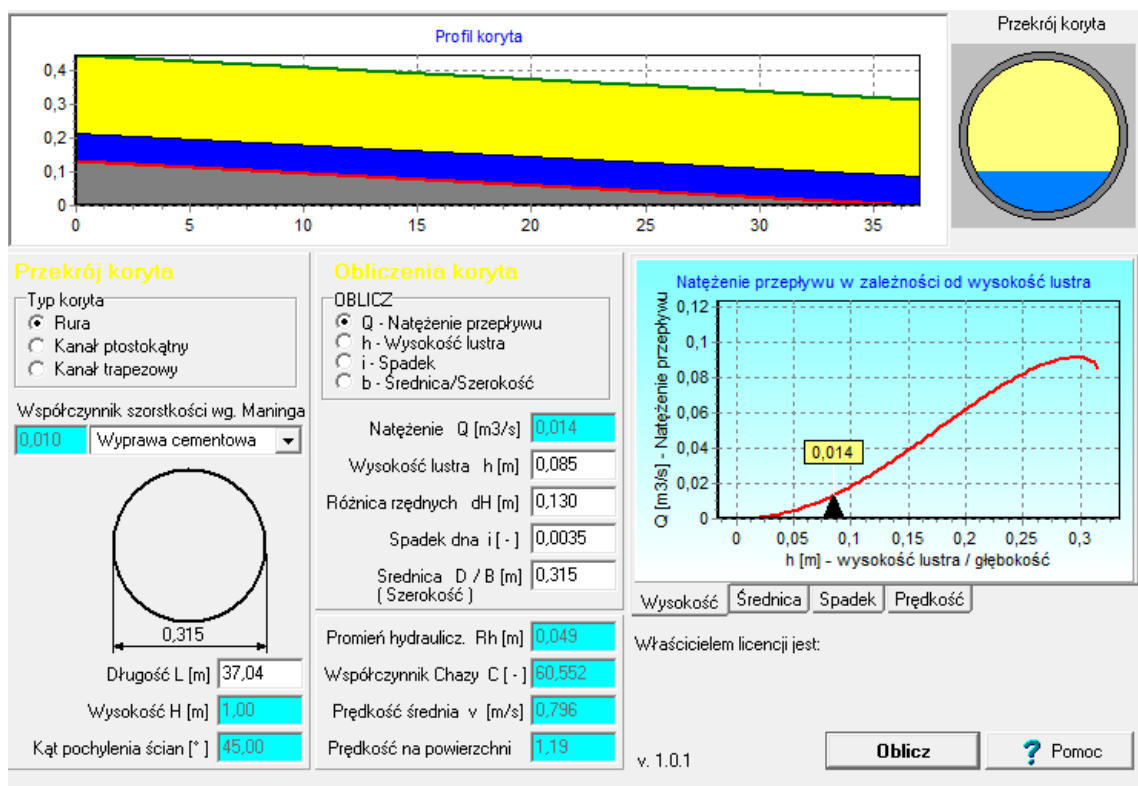 Profil koryta
0,4
0,3
0,2
0,1
0
0 5 10 15 20 25 30 35
Przekrój koryta
Przekrój koryta
Typ koryta
Rura
Kanał ptostokątny
Kanał trapezowy
Współczynnik szorstkości wg. Maninga
0,010 Wyprawa cementowa
0,315
Długość L [m] 37,04
Wysokość H [m] 1,00
Kąt pochylenia ścian [° ] 45,00
Obliczenia koryta
OBLICZ
Q - Natężenie przepływu
h - Wysokość lustra
i - Spadek
b - Średnica/Szerokość
Natężenie Q [m3/s] 0,014
Wysokość lustra h [m] 0,085
Różnica rzędnych dH [m] 0,130
Spadek dna i [ - ] 0,0035
Srednica D / B [m] 0,315
( Szerokość )
Promień hydraulicz. Rh [m] 0,049
Współczynnik Chazy C [ - ] 60,552
Prędkość średnia v [m/s] 0,796
Prędkość na powierzchni 1,19
Natężenie przepływu w zależności od wysokość lustra
Q [m3/s] - Natężenie przepływu
0,12
0,1
0,08
0,06
0,04
0,02
0
0,014
0 0,05 0,1 0,15 0,2 0,25 0,3
h [m] - wysokość lustra / głębokość
Wysokość Średnica Spadek Prędkość
Właścicielem licencji jest:
v. 1.0.1
Oblicz
? Pomoc